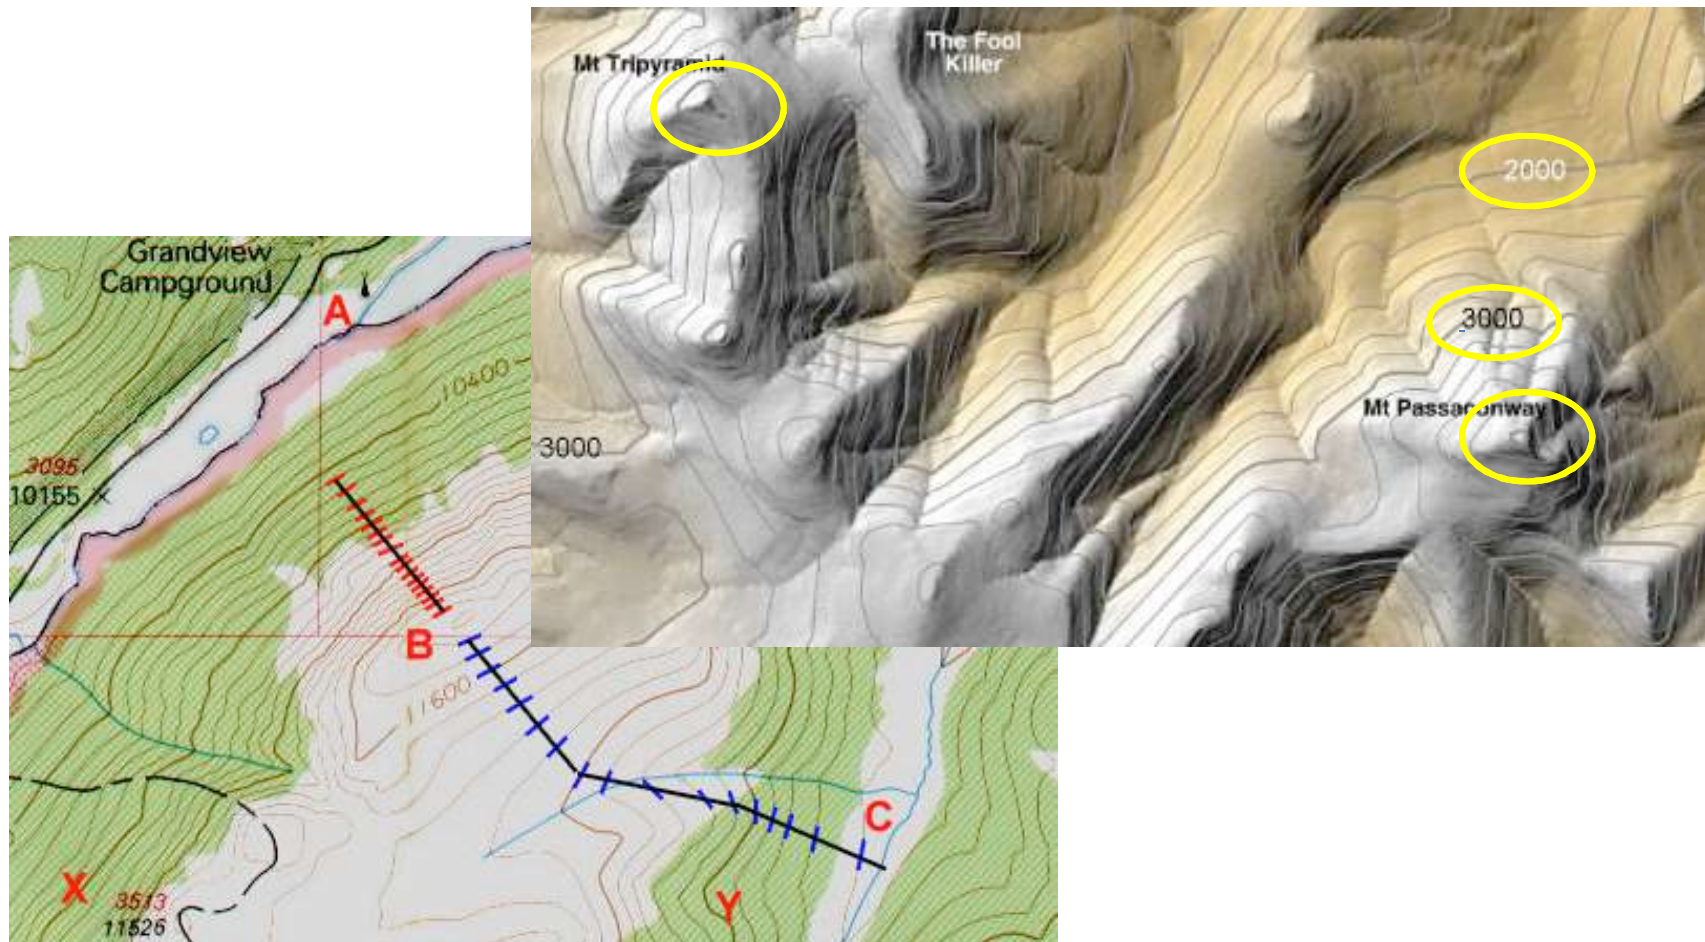 Mt Tripyramid
The Fool
Killer
2000
3000
Mt Passaconway
3000
Grandview
Campground
A
10400
3095
10155
B
11600
C
X
3513
11526
Y